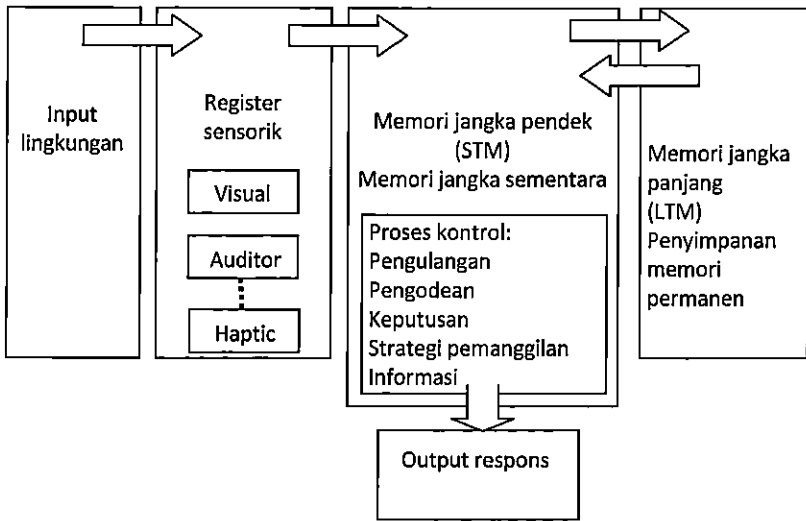 Input
lingkungan
Register
sensorik
Visual
Auditor
Haptic
Memori jangka pendek
(STM)
Memori jangka sementara
Proses kontrol:
Pengulangan
Pengodean
Keputusan
Strategi pemanggilan
Informasi
Memori jangka
panjang
(LTM)
Penyimpanan
memori
permanen
Output respons